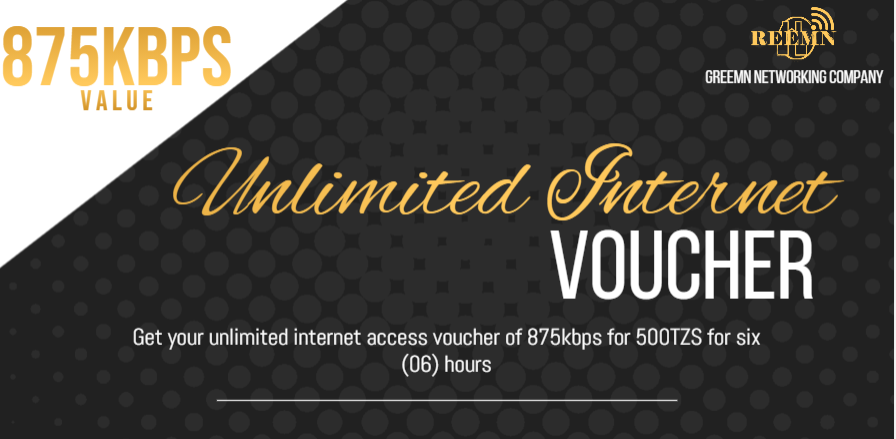 875KBPS
VALUE
REEMN
GREEMN NETWORKING COMPANY
Unlimited Internet
VOUCHER
Get your unlimited internet access voucher of 875kbps for 500TZS for six
(06) hours